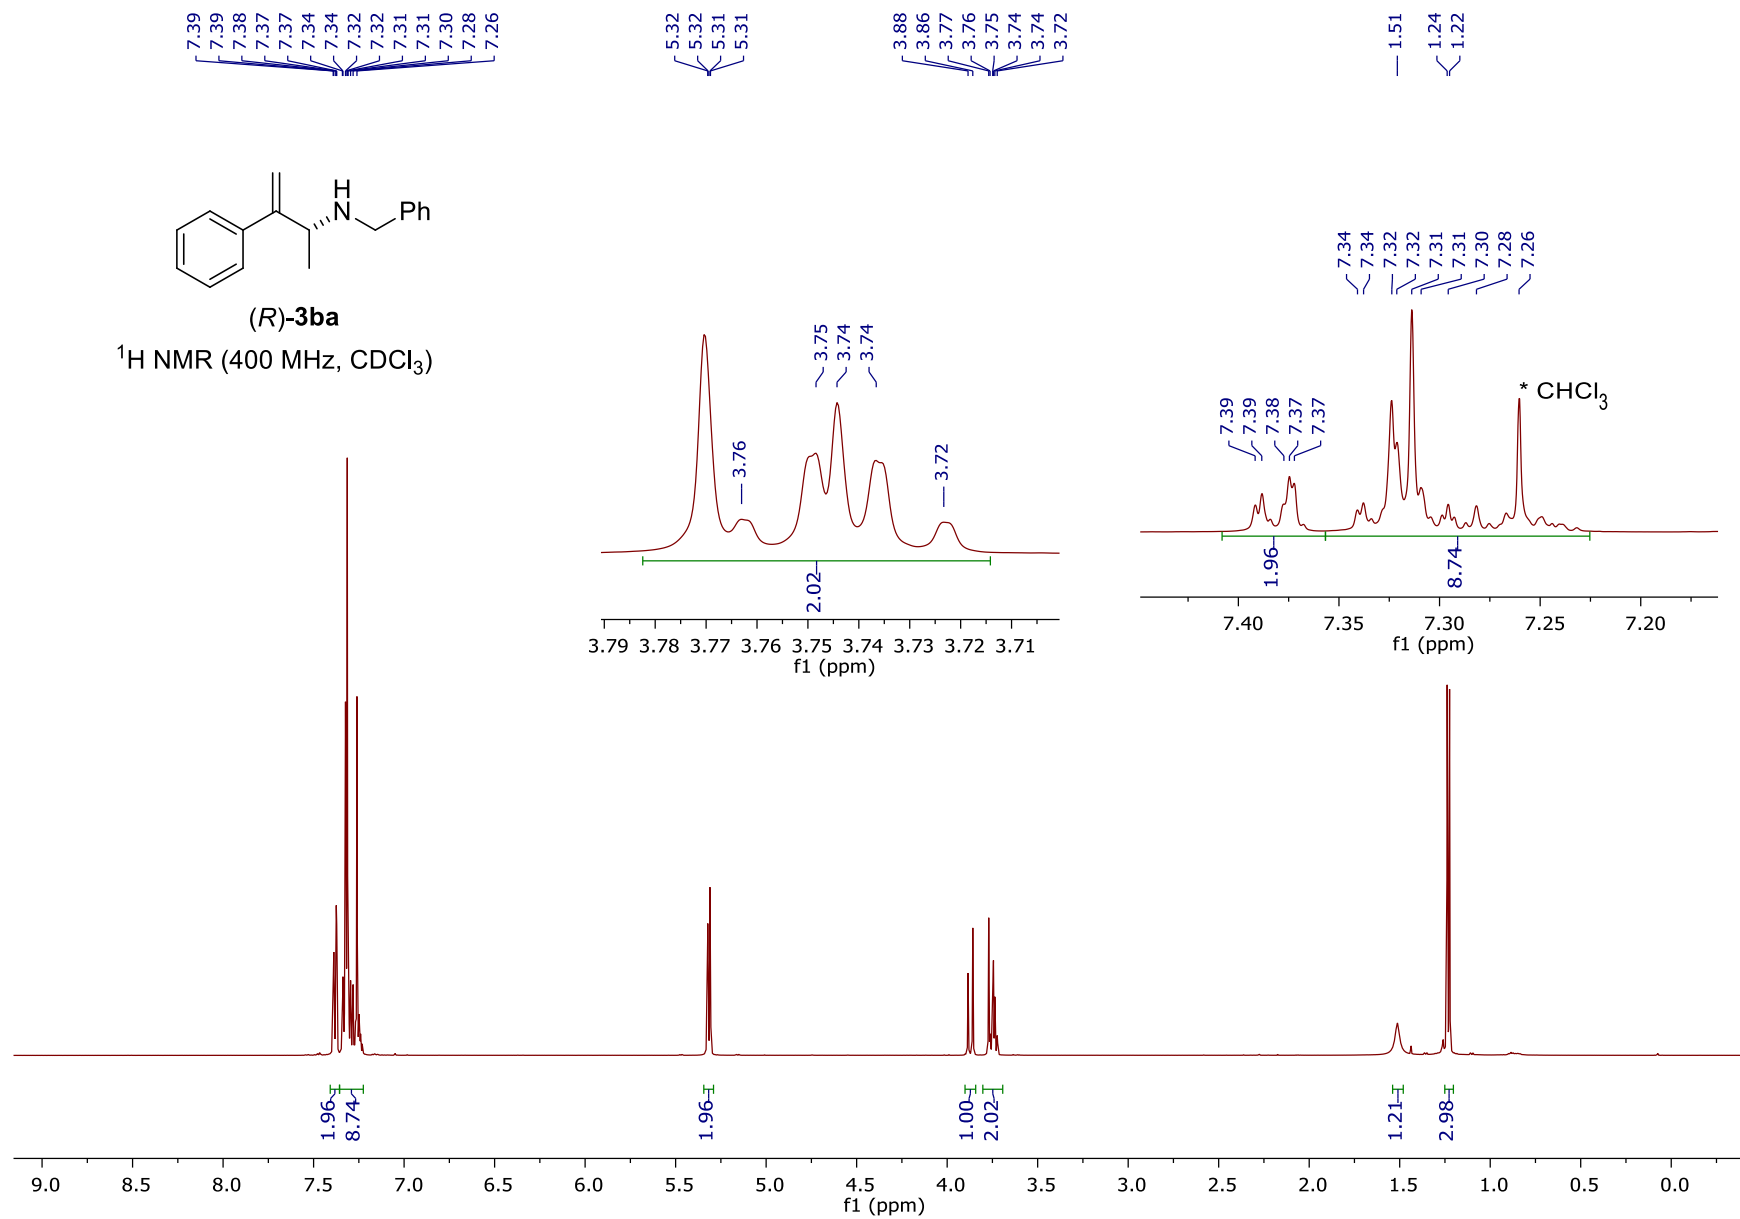 7.39 7.39 7.38 7.37 7.37 7.34 7.34 7.32 7.32 7.31 7.31 7.30 7.28 7.26 5.32 5.32 5.31 5.31 3.88 3.86 3.77 3.76 3.75 3.74 3.74 3.72 1.51 1.24 1.22
H
N
Ph
(R)-3ba
¹H NMR (400 MHz, CDCl₃)
3.76 3.75 3.74 3.74 3.72
2.02
3.79 3.78 3.77 3.76 3.75 3.74 3.73 3.72 3.71
f1 (ppm)
7.34 7.34 7.32 7.32 7.31 7.31 7.30 7.28 7.26
* CHCl₃
7.39 7.39 7.38 7.37 7.37
1.96 8.74
7.40 7.35 7.30 7.25 7.20
f1 (ppm)
1.96 8.74 1.96 1.00 2.02 1.21 2.98
9.0 8.5 8.0 7.5 7.0 6.5 6.0 5.5 5.0 4.5 4.0 3.5 3.0 2.5 2.0 1.5 1.0 0.5 0.0
f1 (ppm)